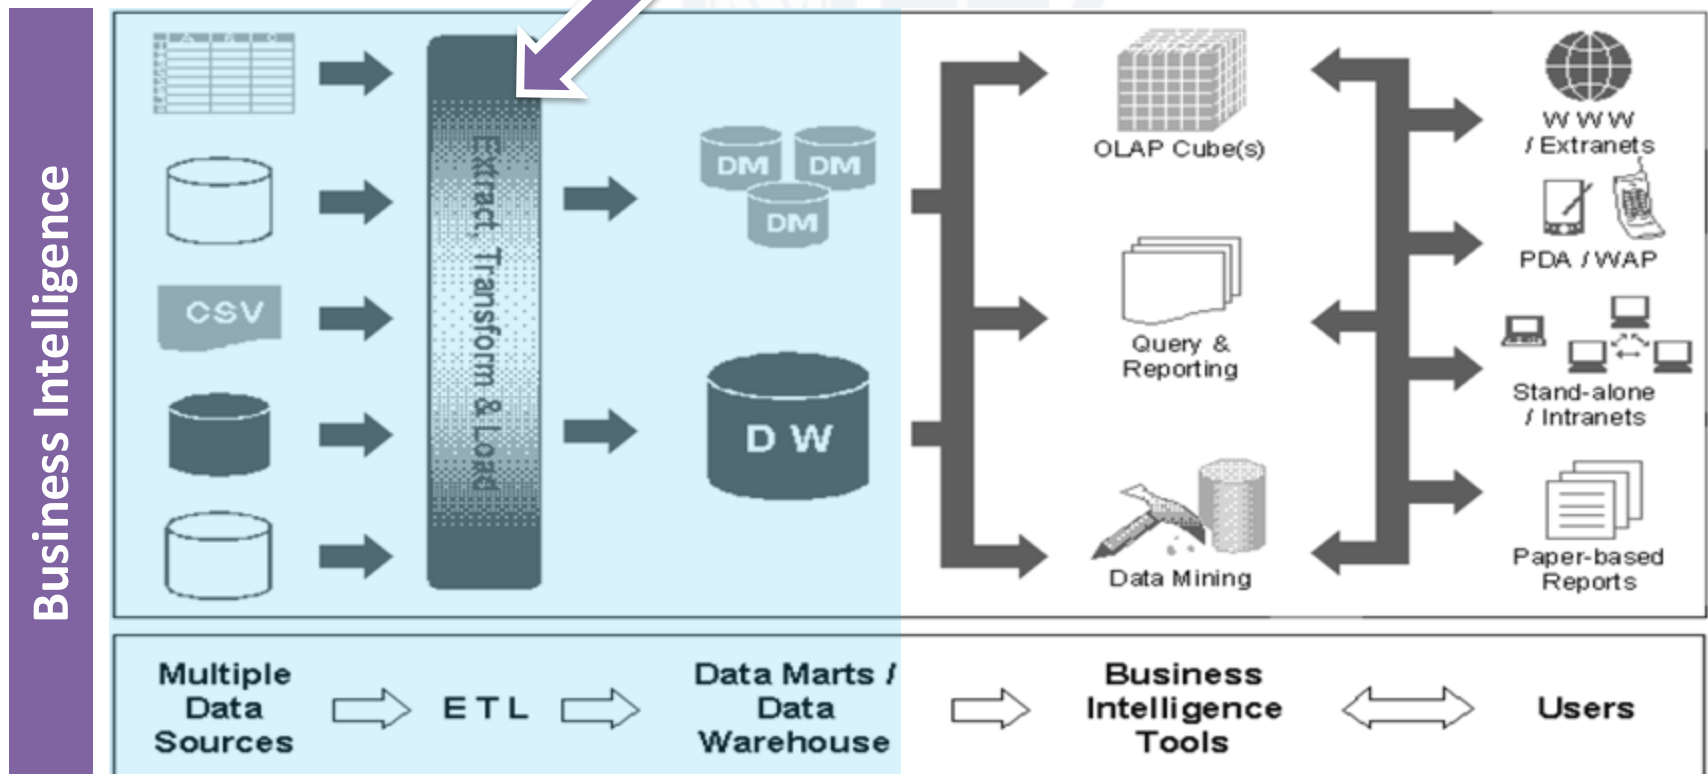 Business Intelligence
A B C
CSV
Extract, Transform & Load
DM
DM
DM
D W
OLAP Cube(s)
Query &
Reporting
Data Mining
W W W
/ Extranets
PDA / WAP
Stand-alone
/ Intranets
Paper-based
Reports
Multiple
Data
Sources
E T L
Data Marts /
Data
Warehouse
Business
Intelligence
Tools
Users